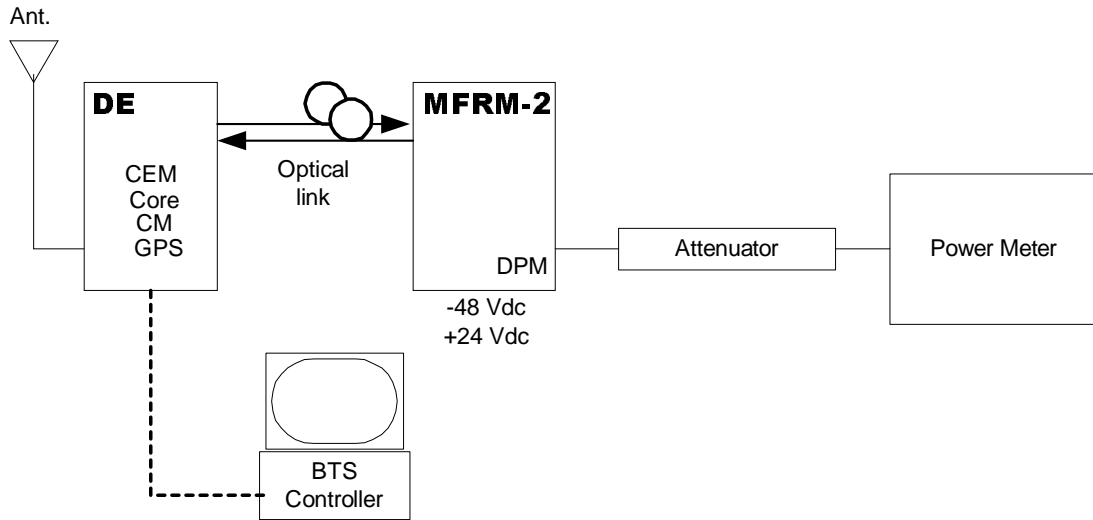 Ant.
DE
MFRM-2
CEM
Core
CM
GPS
Optical
link
DPM
Attenuator
Power Meter
-48 Vdc
+24 Vdc
BTS
Controller